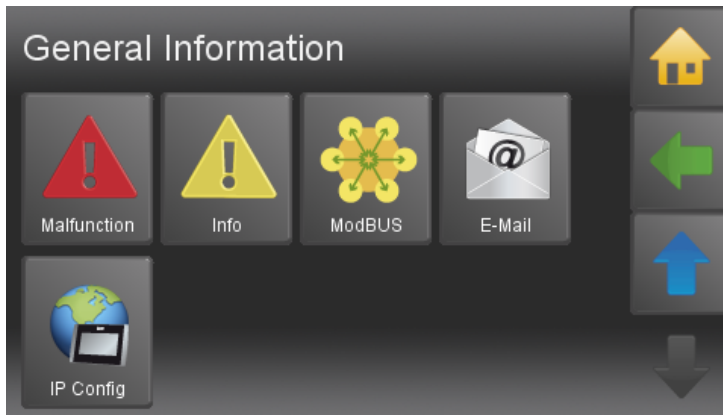 General Information
Malfunction
Info
ModBUS
E-Mail
@
IP Config